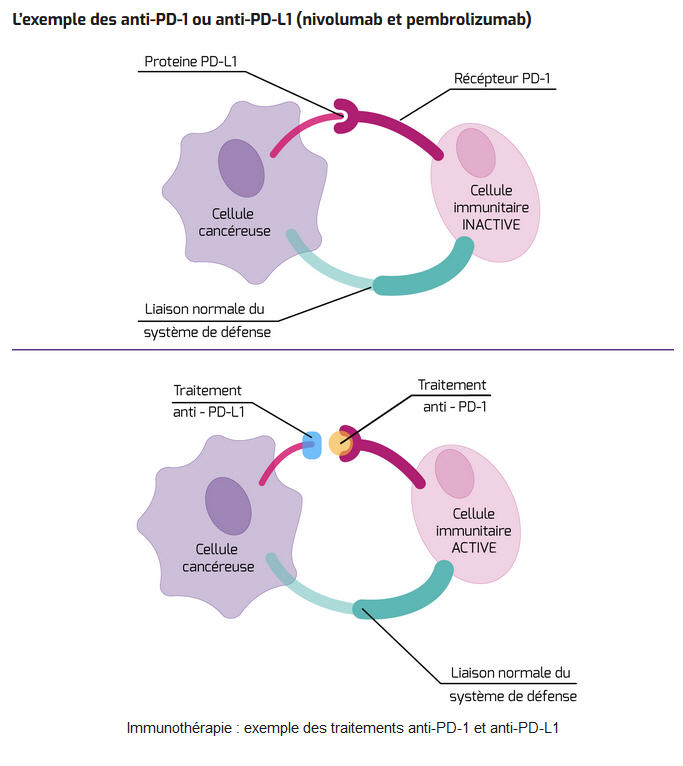 L'exemple des anti-PD-1 ou anti-PD-L1 (nivolumab et pembrolizumab)
Proteine PD-L1
Récépteur PD-1
Cellule
cancéreuse
Cellule
immunitaire
INACTIVE
Liaison normale du
système de défense
Traitement
anti - PD-L1
Traitement
anti - PD-1
Cellule
cancéreuse
Cellule
immunitaire
ACTIVE
Liaison normale du
système de défense
Immunothérapie : exemple des traitements anti-PD-1 et anti-PD-L1